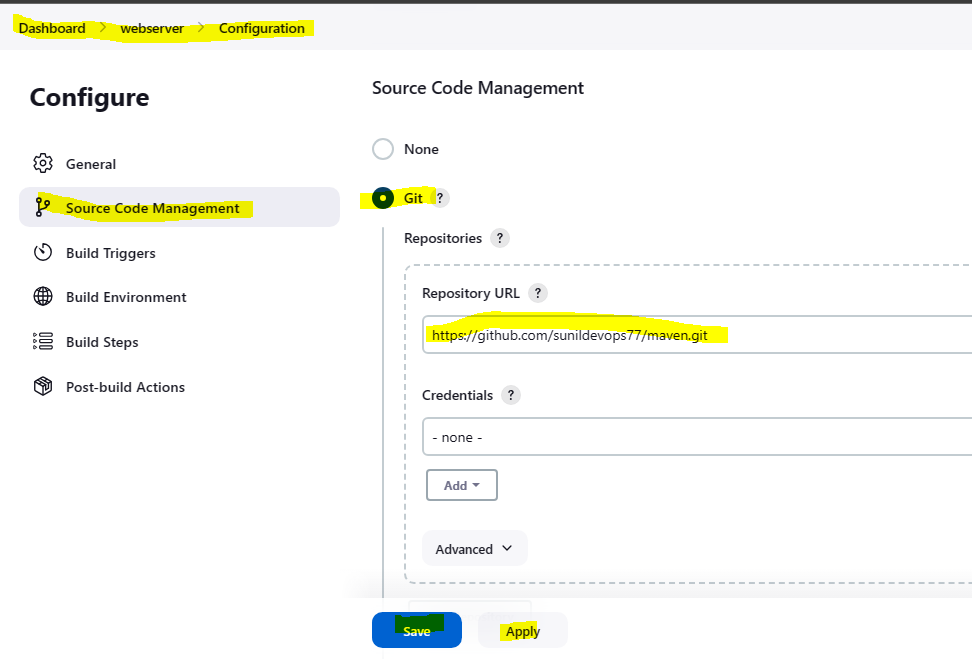 Dashboard > webserver > Configuration
Configure
General
Source Code Management
Build Triggers
Build Environment
Build Steps
Post-build Actions
Source Code Management
None
Git ?
Repositories ?
Repository URL ?
https://github.com/sunildevops77/maven.git
Credentials ?
- none -
Add
Advanced
Save
Apply